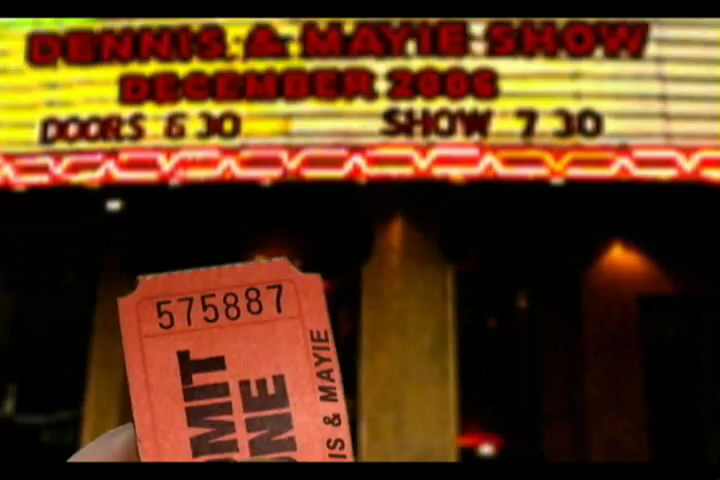 DENNIS & MAYIE SHOW
DECEMBER 2006
DOORS 6 30
SHOW 7 30
575887
MIT
NE
IS & MAYIE